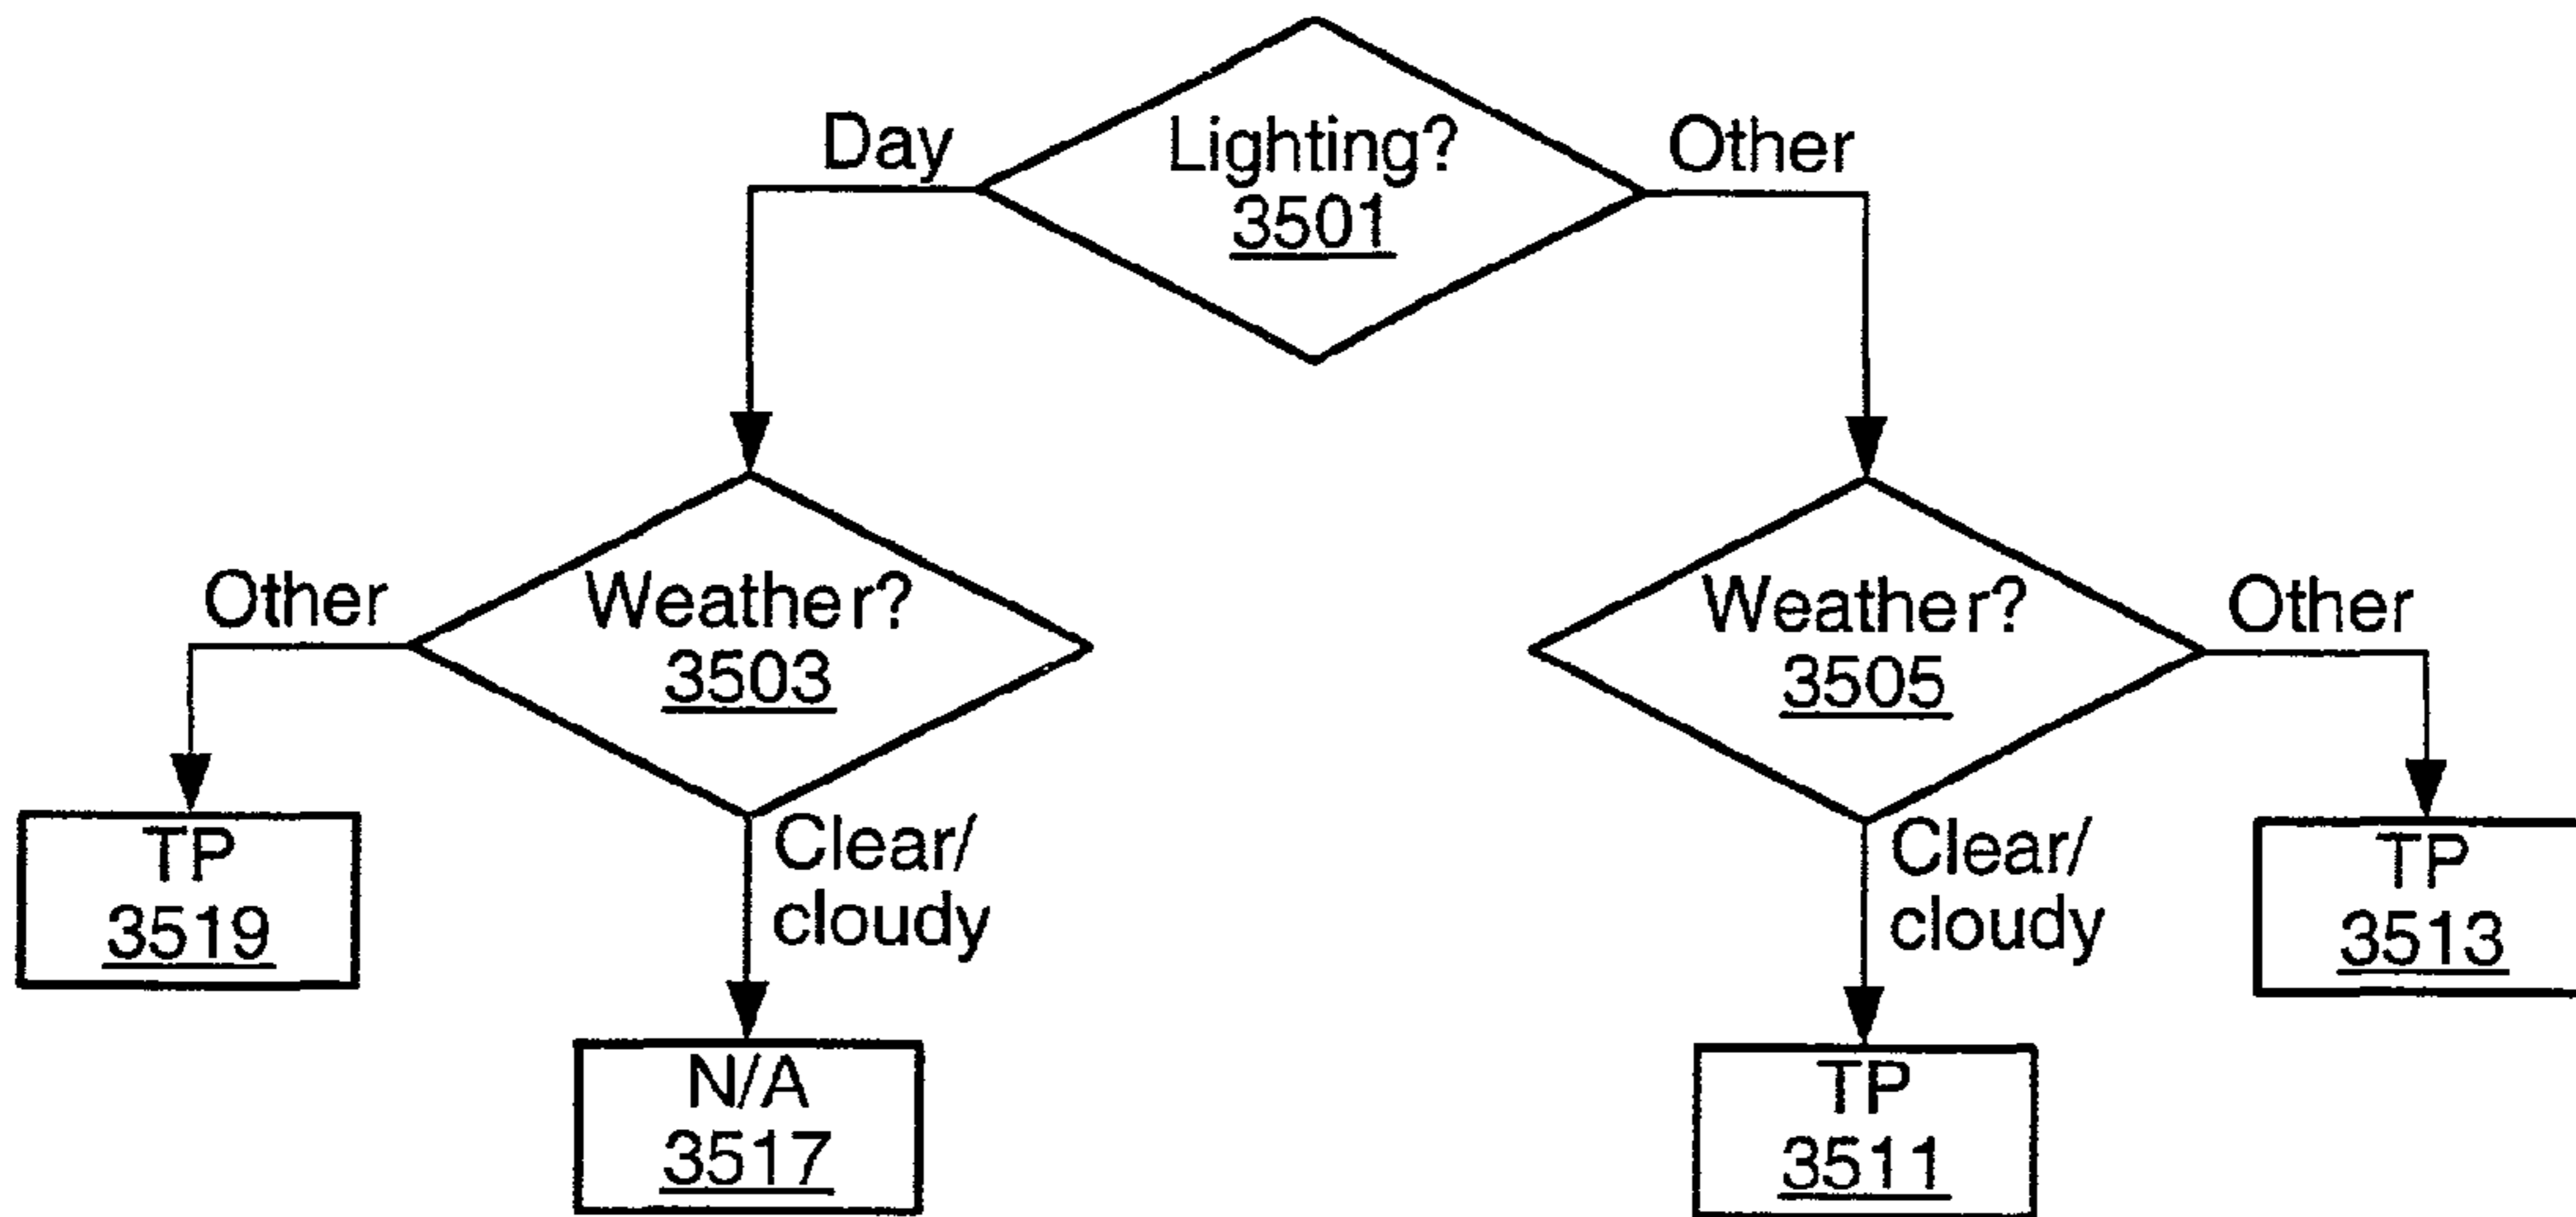 Day
Lighting?
3501
Other
Other
Weather?
3503
Weather?
3505
Other
TP
3519
Clear/
cloudy
Clear/
cloudy
TP
3513
N/A
3517
TP
3511